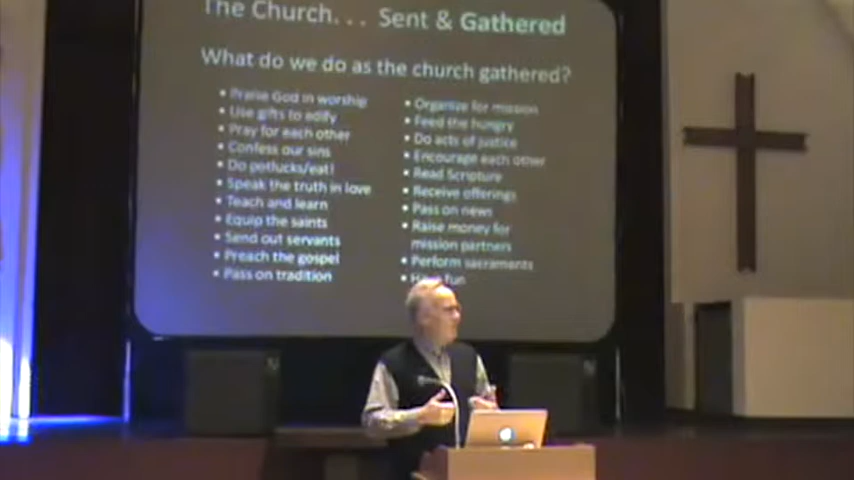 The Church. . . Sent & Gathered
What do we do as the church gathered?
• Praise God in worship
• Use gifts to edify
• Pray for each other
• Confess our sins
• Do potlucks/eat!
• Speak the truth in love
• Teach and learn
• Equip the saints
• Send out servants
• Preach the gospel
• Pass on tradition
• Organize for mission
• Feed the hungry
• Do acts of justice
• Encourage each other
• Read Scripture
• Receive offerings
• Pass on news
• Raise money for
mission partners
• Perform sacraments
• Have fun